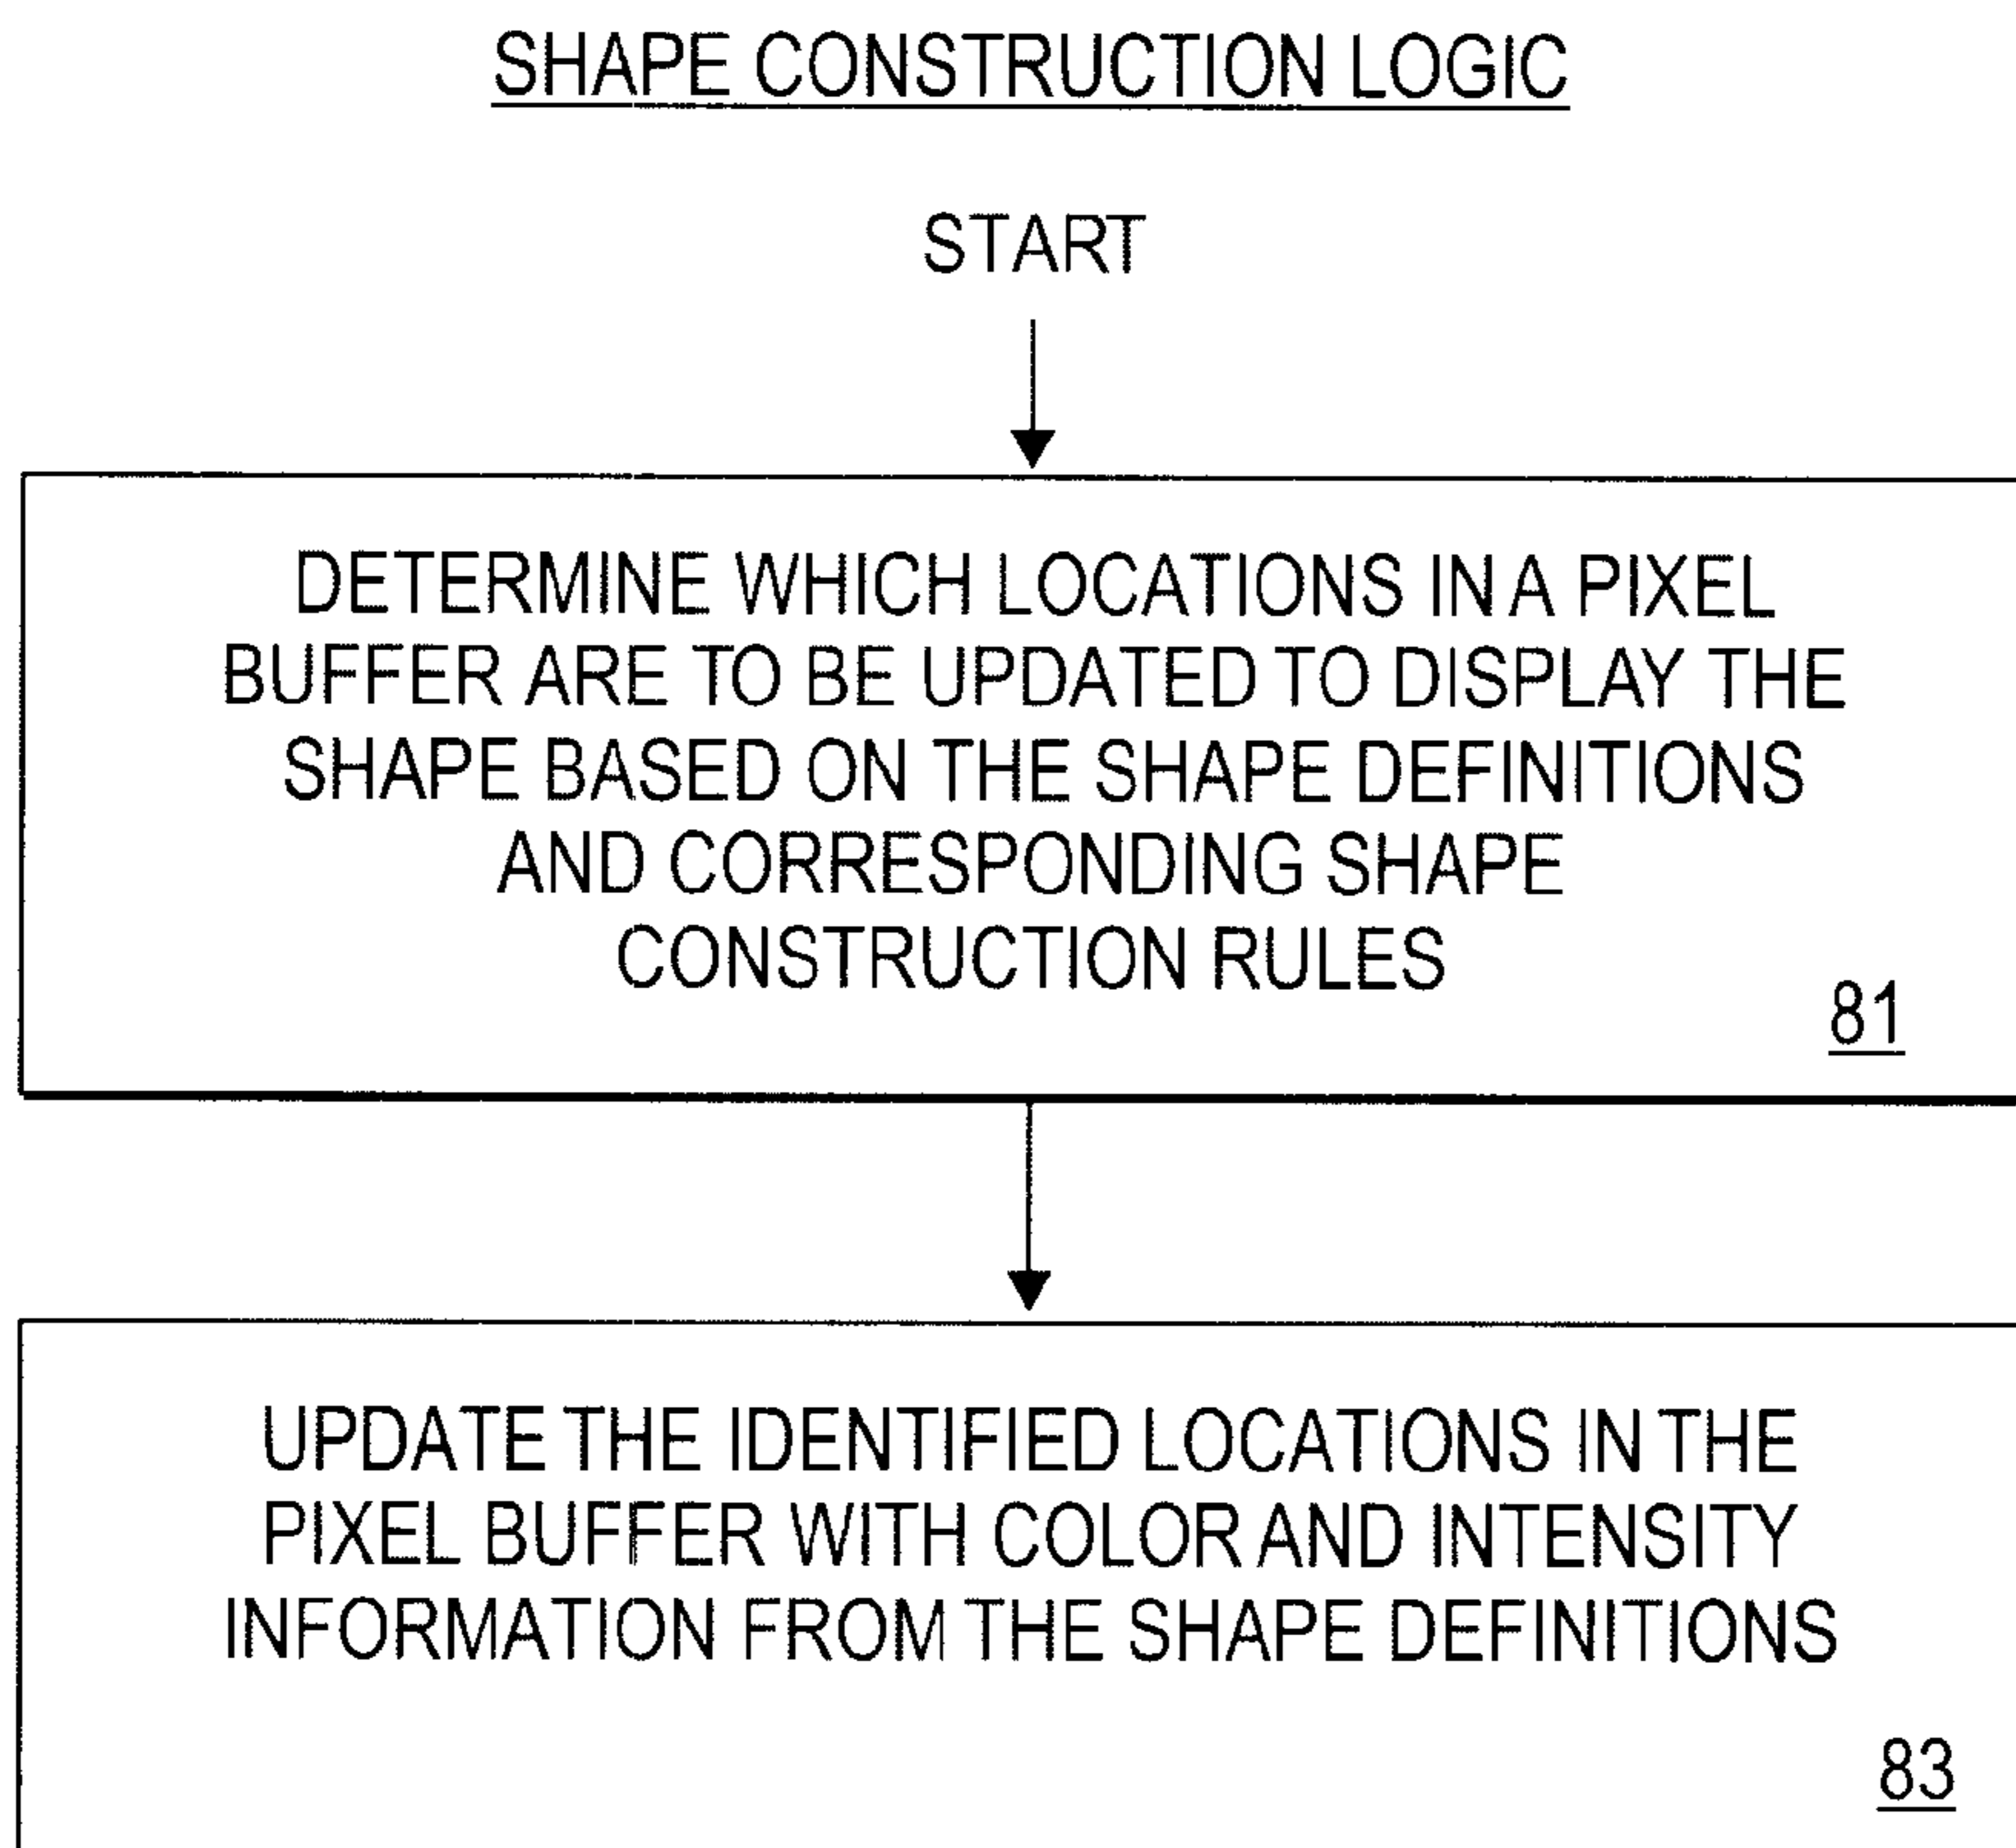 SHAPE CONSTRUCTION LOGIC
START
DETERMINE WHICH LOCATIONS IN A PIXEL
BUFFER ARE TO BE UPDATED TO DISPLAY THE
SHAPE BASED ON THE SHAPE DEFINITIONS
AND CORRESPONDING SHAPE
CONSTRUCTION RULES
81
UPDATE THE IDENTIFIED LOCATIONS IN THE
PIXEL BUFFER WITH COLOR AND INTENSITY
INFORMATION FROM THE SHAPE DEFINITIONS
83